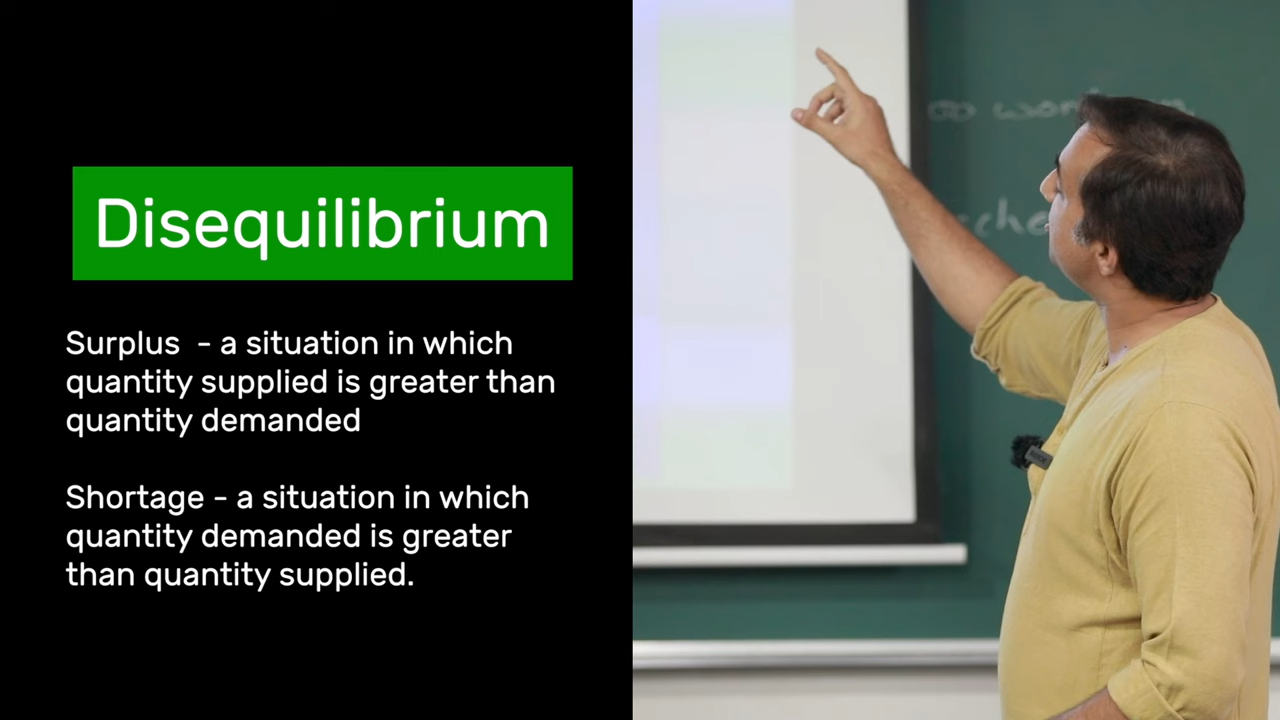 Disequilibrium
Surplus - a situation in which
quantity supplied is greater than
quantity demanded
Shortage - a situation in which
quantity demanded is greater
than quantity supplied.